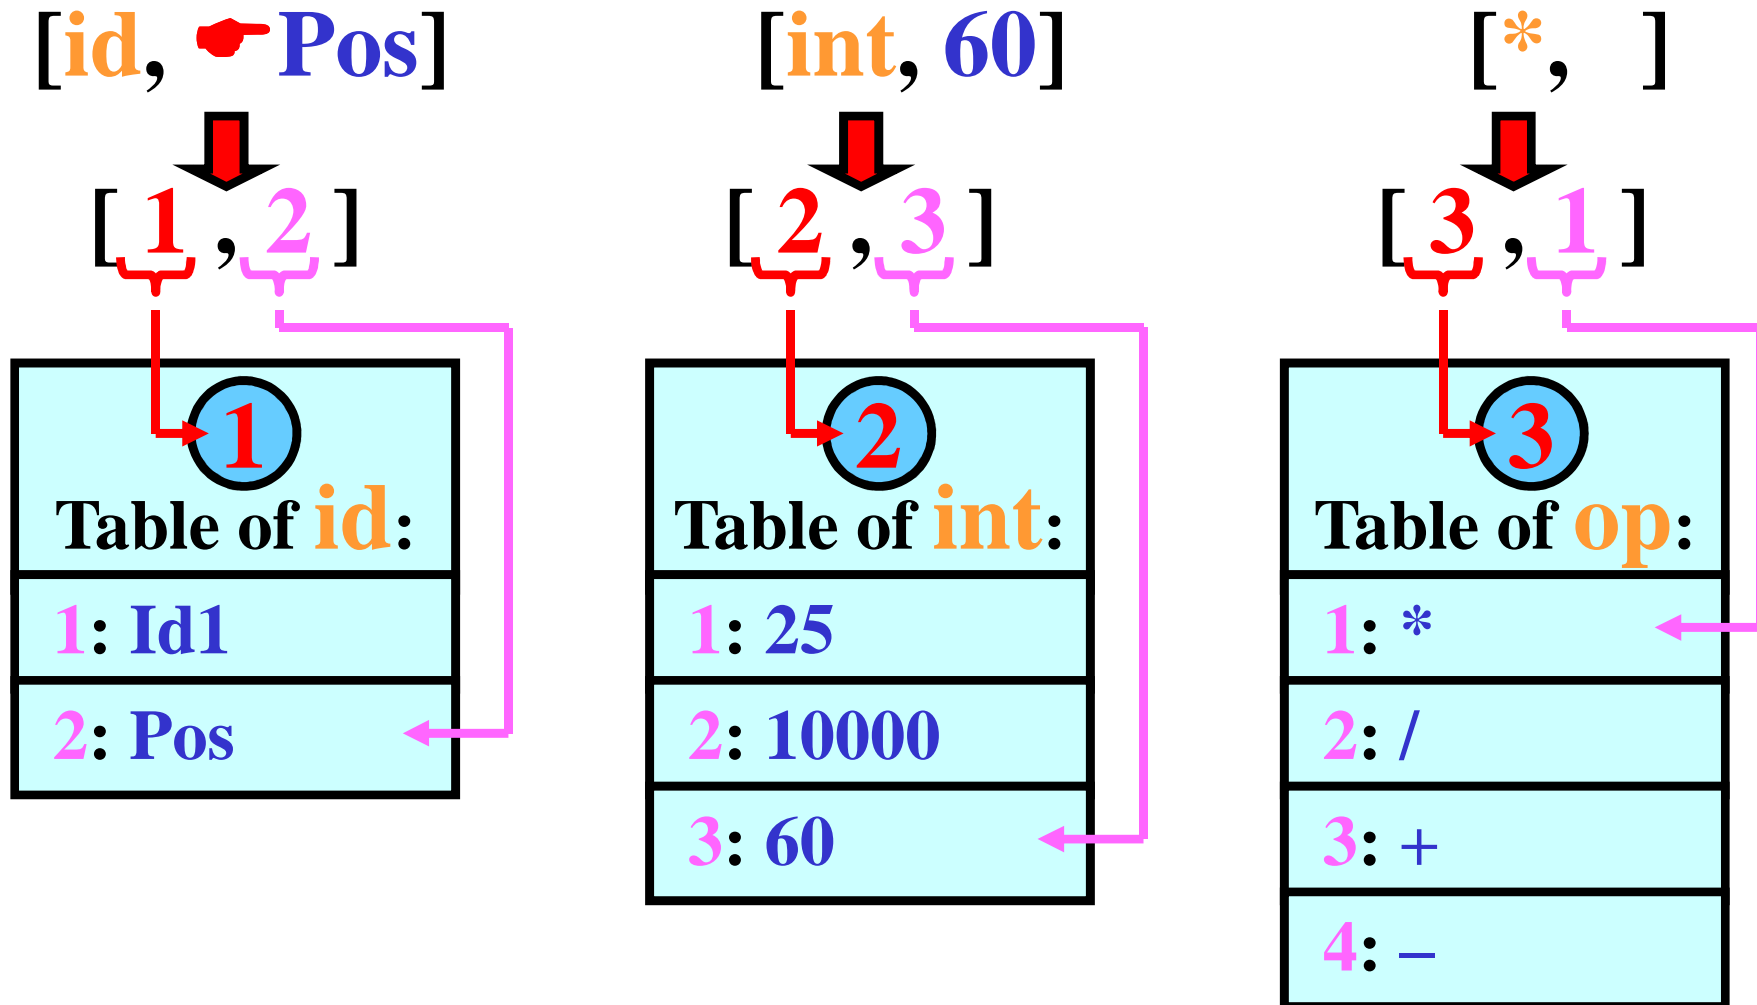 [id, ☛Pos]
[1,2]
1
Table of id:
1: Id1
2: Pos
[int, 60]
[2,3]
2
Table of int:
1: 25
2: 10000
3: 60
[*, ]
[3,1]
3
Table of op:
1: *
2: /
3: +
4: –